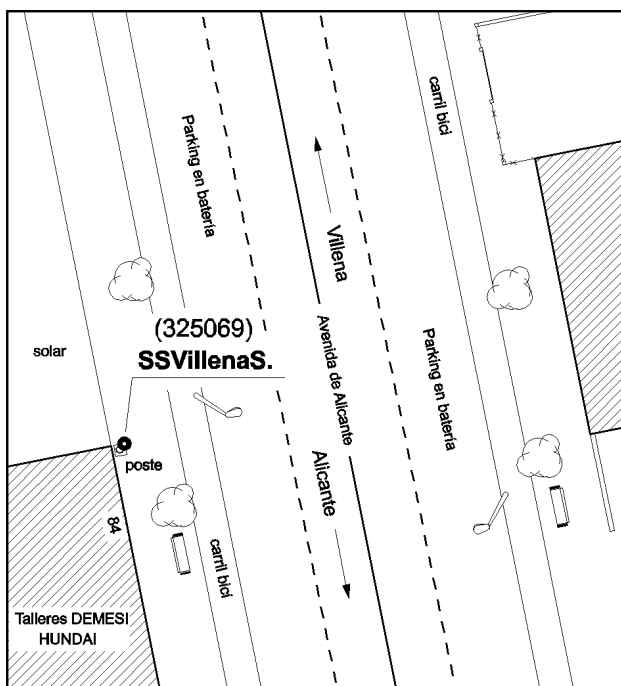 carril bici
Parking en batería
Villena
(325069)
SSVillenaS.
solar
Avenida de Alicante
Parking en batería
Alicante
poste
84
carril bici
Talleres DEMESI
HUNDAI